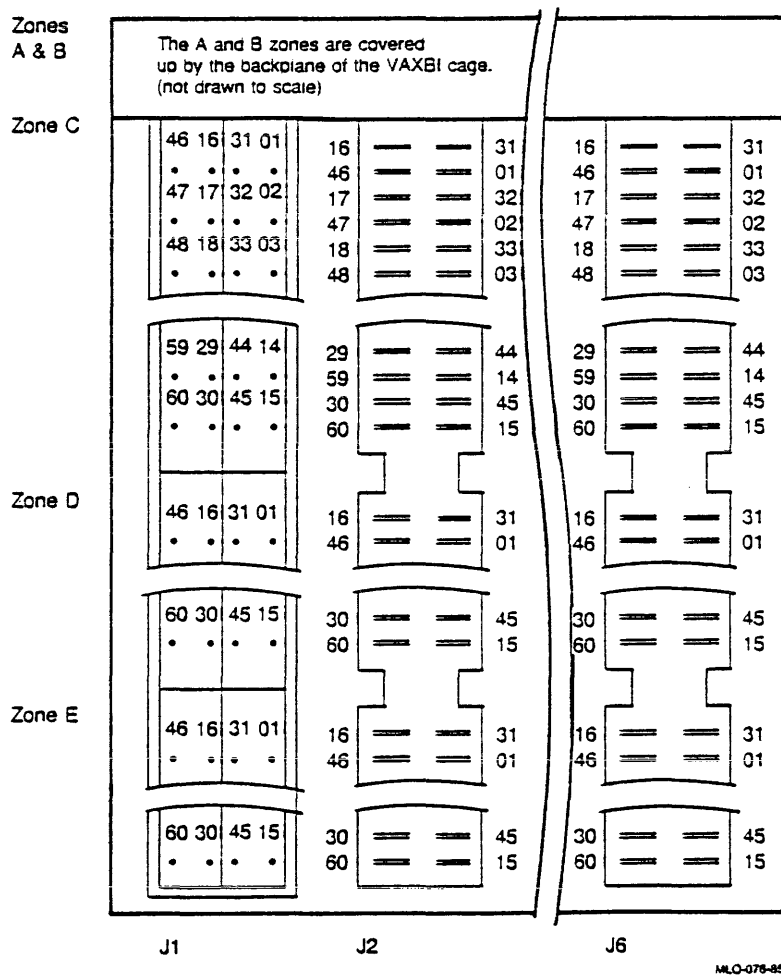 Zones
A & B
The A and B zones are covered
up by the backplane of the VAXBI cage.
(not drawn to scale)
Zone C
46 16 31 01
47 17 32 02
48 18 33 03
16 31 16 31
46 01 46 01
17 32 17 32
47 02 47 02
18 33 18 33
48 03 48 03
59 29 44 14
60 30 45 15
29 44 29 44
59 14 59 14
30 45 30 45
60 15 60 15
Zone D
46 16 31 01
16 31 16 31
46 01 46 01
60 30 45 15
30 45 30 45
60 15 60 15
Zone E
46 16 31 01
16 31 16 31
46 01 46 01
60 30 45 15
30 45 30 45
60 15 60 15
J1 J2 J6